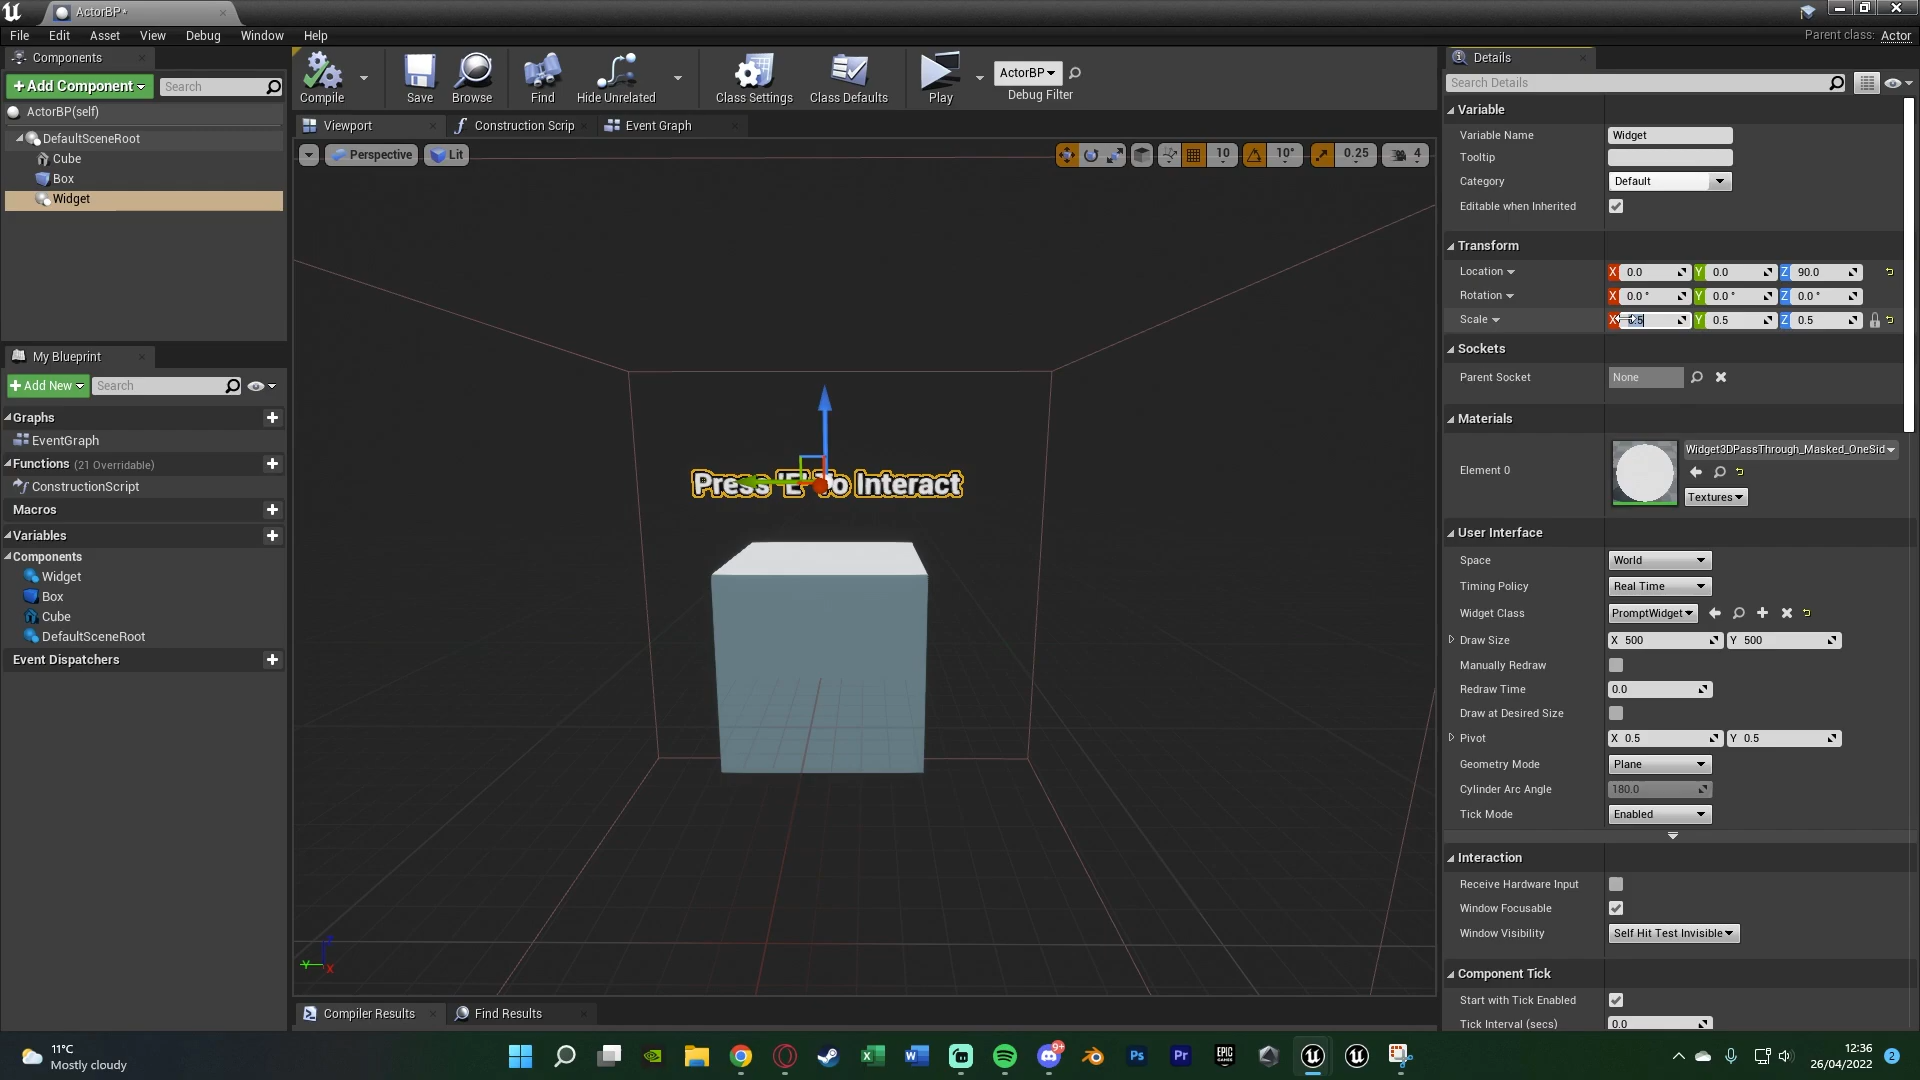 ActorBP*
File Edit Asset View Debug Window Help
Parent class: Actor
Components
+Add Component
Search
ActorBP(self)
DefaultSceneRoot
Cube
Box
Widget
My Blueprint
+Add New
Search
Graphs
EventGraph
Functions (21 Overridable)
ConstructionScript
Macros
Variables
Components
Widget
Box
Cube
DefaultSceneRoot
Event Dispatchers
Compile
Save
Browse
Find
Hide Unrelated
Class Settings
Class Defaults
Play
ActorBP
Debug Filter
Viewport
Construction Scrip
Event Graph
Perspective
Lit
10
10°
0.25
4
Press 'E' To Interact
Y
X
Compiler Results
Find Results
Details
Search Details
Variable
Variable Name Widget
Tooltip
Category Default
Editable when Inherited
Transform
Location X 0.0 Y 0.0 Z 90.0
Rotation X 0.0 ° Y 0.0 ° Z 0.0 °
Scale X Y 0.5 Z 0.5
Sockets
Parent Socket None
Materials
Element 0
Widget3DPassThrough_Masked_OneSid
Textures
User Interface
Space World
Timing Policy Real Time
Widget Class PromptWidget
Draw Size X 500 Y 500
Manually Redraw
Redraw Time 0.0
Draw at Desired Size
Pivot X 0.5 Y 0.5
Geometry Mode Plane
Cylinder Arc Angle 180.0
Tick Mode Enabled
Interaction
Receive Hardware Input
Window Focusable
Window Visibility Self Hit Test Invisible
Component Tick
Start with Tick Enabled
Tick Interval (secs) 0.0
11°C
Mostly cloudy
9+
12:36
26/04/2022
2